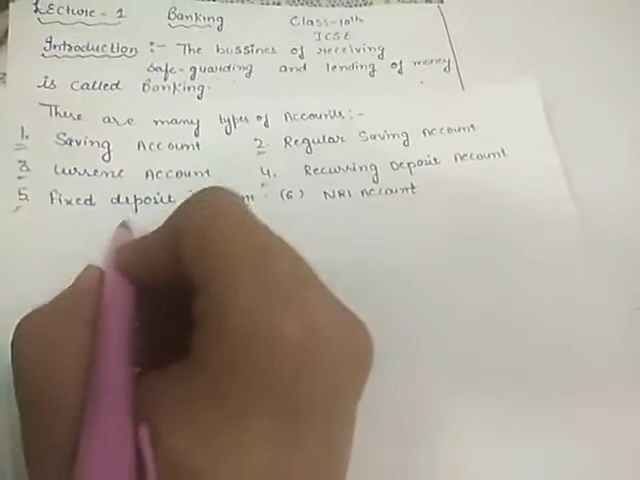 Lecture - 1 Banking Class-10th
ICSE
Introduction :- The bussines of receiving
safe-guarding and lending of money
is called Banking.
There are many types of Accounts :-
1. Saving Account 2. Regular Saving Account
3. Current Account 4. Recurring Deposit Account
5. Fixed deposit (6) NRI Account